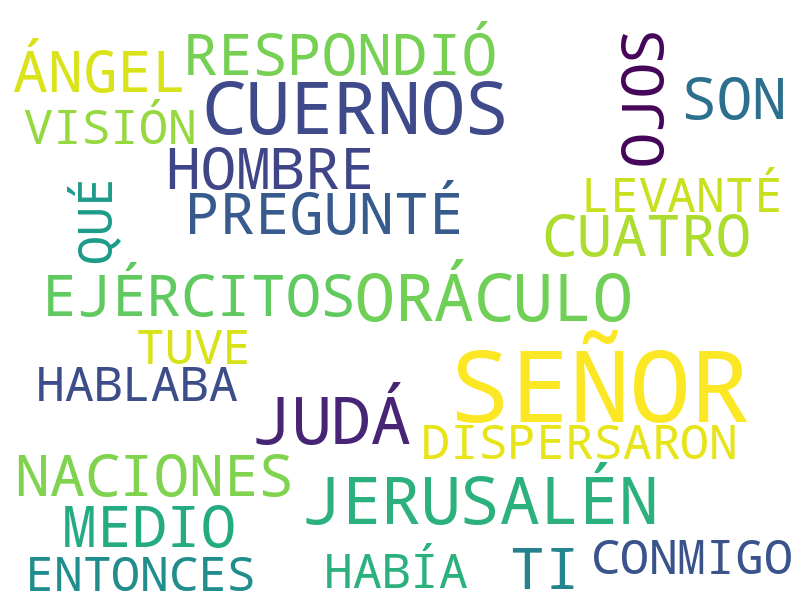 RESPONDIÓ
ÁNGEL
OJOS
SON
CUERNOS
VISIÓN
HOMBRE
LEVANTÉ
QUÉ
PREGUNTÉ
CUATRO
EJÉRCITOS
ORÁCULO
TUVE
SEÑOR
HABLABA
JUDÁ
DISPERSARON
NACIONES
JERUSALÉN
MEDIO
ENTONCES
HABÍA
TI
CONMIGO